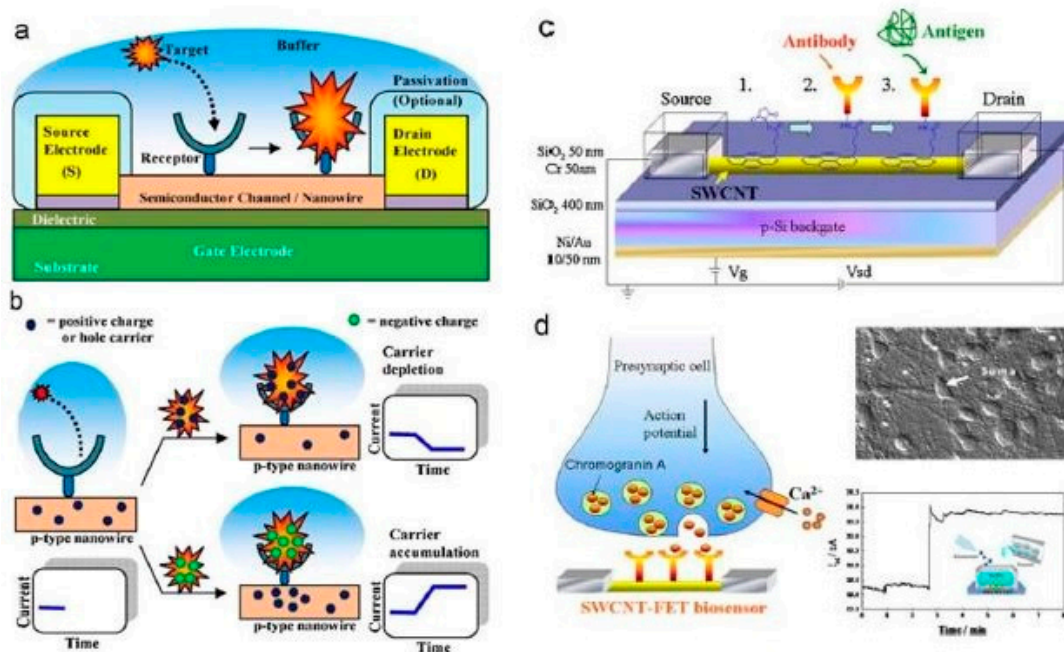 a
Target
Buffer
Passivation
(Optional)
Source
Electrode
(S)
Receptor
Drain
Electrode
(D)
Semiconductor Channel / Nanowire
Dielectric
Gate Electrode
Substrate
b
= positive charge
or hole carrier
= negative charge
p-type nanowire
Current
Time
Carrier
depletion
Current
Time
p-type nanowire
Carrier
accumulation
Current
Time
p-type nanowire
c
Antibody
Antigen
1.
2.
3.
Source
Drain
SiO₂ 50 nm
Cr 50nm
SWCNT
SiO₂ 400 nm
p-Si backgate
Ni/Au
10/50 nm
Vg
Vsd
d
Presynaptic cell
Action
potential
Chromogranin A
Ca²⁺
SWCNT-FET biosensor
Soma
Time / min